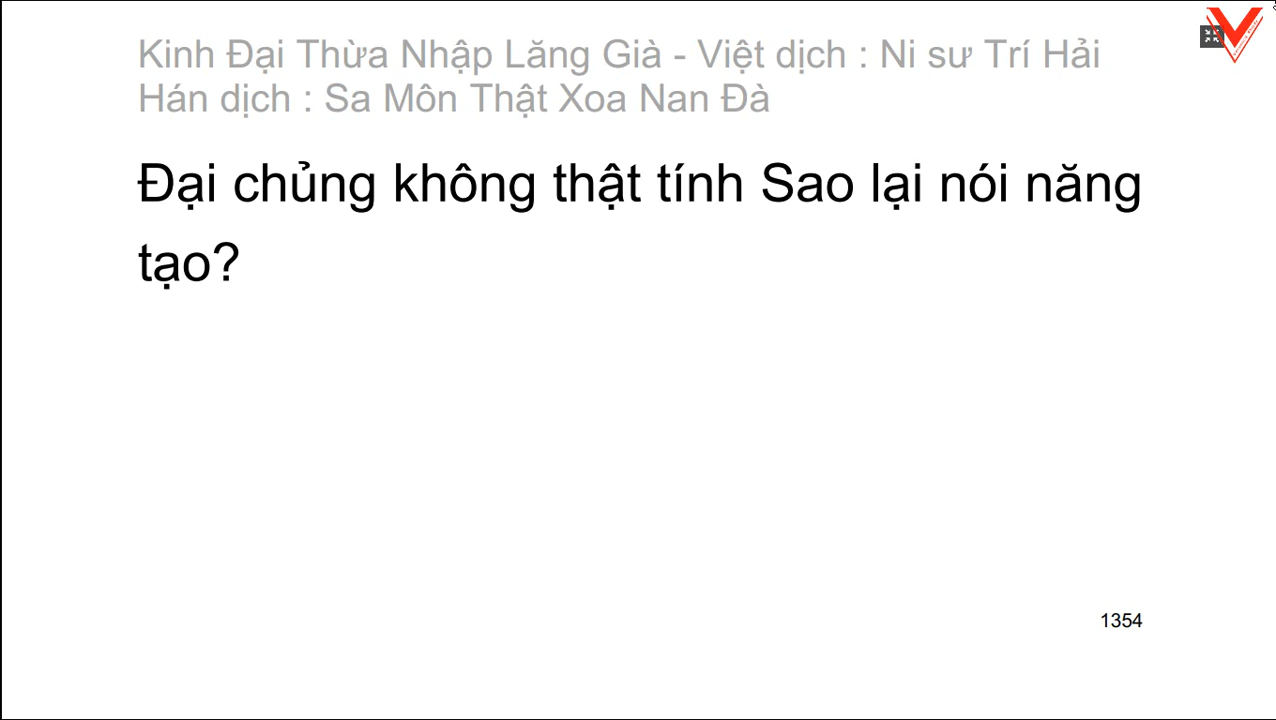 Kinh Đại Thừa Nhập Lăng Già - Việt dịch : Ni sư Trí Hải
Hán dịch : Sa Môn Thật Xoa Nan Đà
Đại chủng không thật tính Sao lại nói năng
tạo?
1354